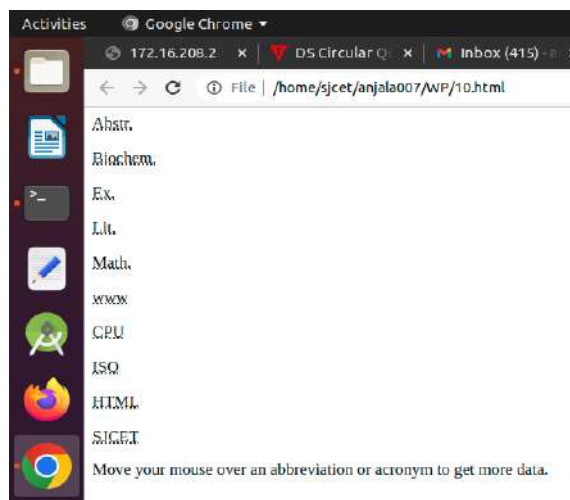 Activities Google Chrome
172.16.208.2 × DS Circular Q × Inbox (415) - a
File | /home/sjcet/anjala007/WP/10.html
Abstr.
Biochem.
Ex.
Lit.
Math.
www
CPU
ISO
HTML
SJCET
Move your mouse over an abbreviation or acronym to get more data.